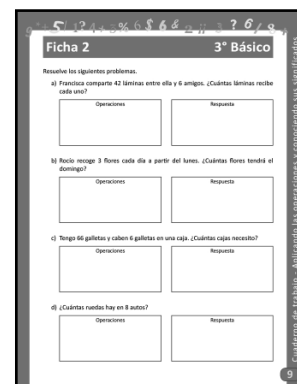 Ficha 2
3° Básico
Resuelve los siguientes problemas.
a) Francisca comparte 42 láminas entre ella y 6 amigos. ¿Cuántas láminas recibe
cada uno?
Operaciones
Respuesta
b) Rocío recoge 3 flores cada día a partir del lunes. ¿Cuántas flores tendrá el
domingo?
Operaciones
Respuesta
c) Tengo 66 galletas y caben 6 galletas en una caja. ¿Cuántas cajas necesito?
Operaciones
Respuesta
d) ¿Cuántas ruedas hay en 8 autos?
Operaciones
Respuesta
Cuaderno de trabajo - Aplicando las operaciones y conociendo sus significados
9